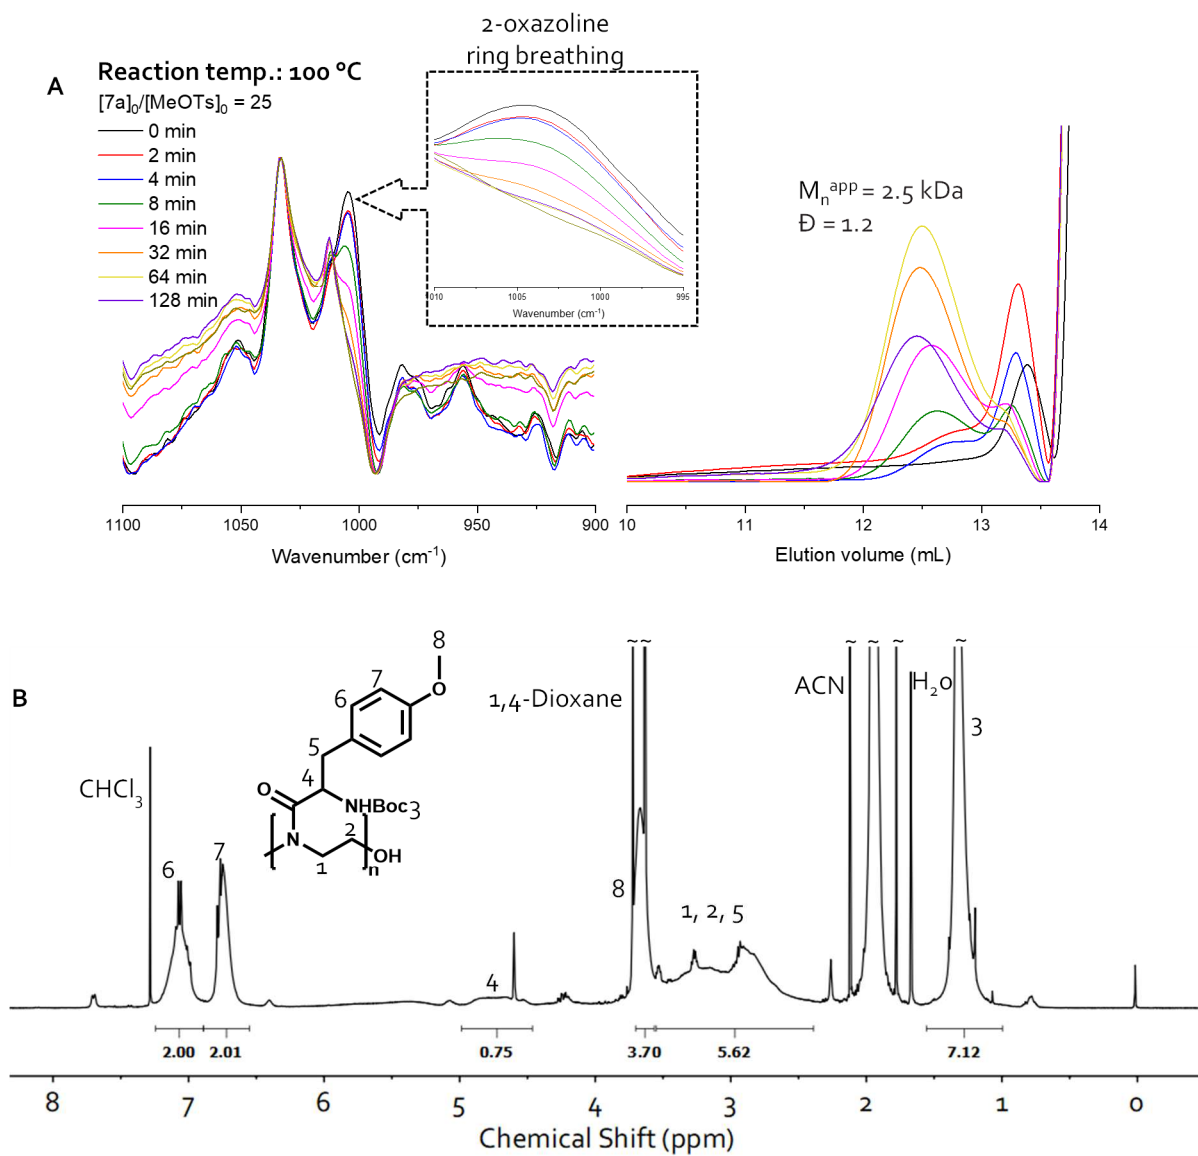 2-oxazoline
ring breathing
A
Reaction temp.: 100 °C
[7a]₀/[MeOTs]₀ = 25
0 min
2 min
4 min
8 min
16 min
32 min
64 min
128 min
010 1005 1000 995
Wavenumber (cm⁻¹)
Mₙᵃᵖᵖ = 2.5 kDa
Đ = 1.2
1100 1050 1000 950 900
Wavenumber (cm⁻¹)
10 11 12 13 14
Elution volume (mL)
B
8
7
O
6
5
4
O
NHBoc3
2
N
OH
1
n
CHCl₃
6
7
1,4-Dioxane
8
4
1, 2, 5
~ ~ ~ ~ ~ ~
ACN
H₂O
3
2.00 2.01 0.75 3.70 5.62 7.12
8 7 6 5 4 3 2 1 0
Chemical Shift (ppm)